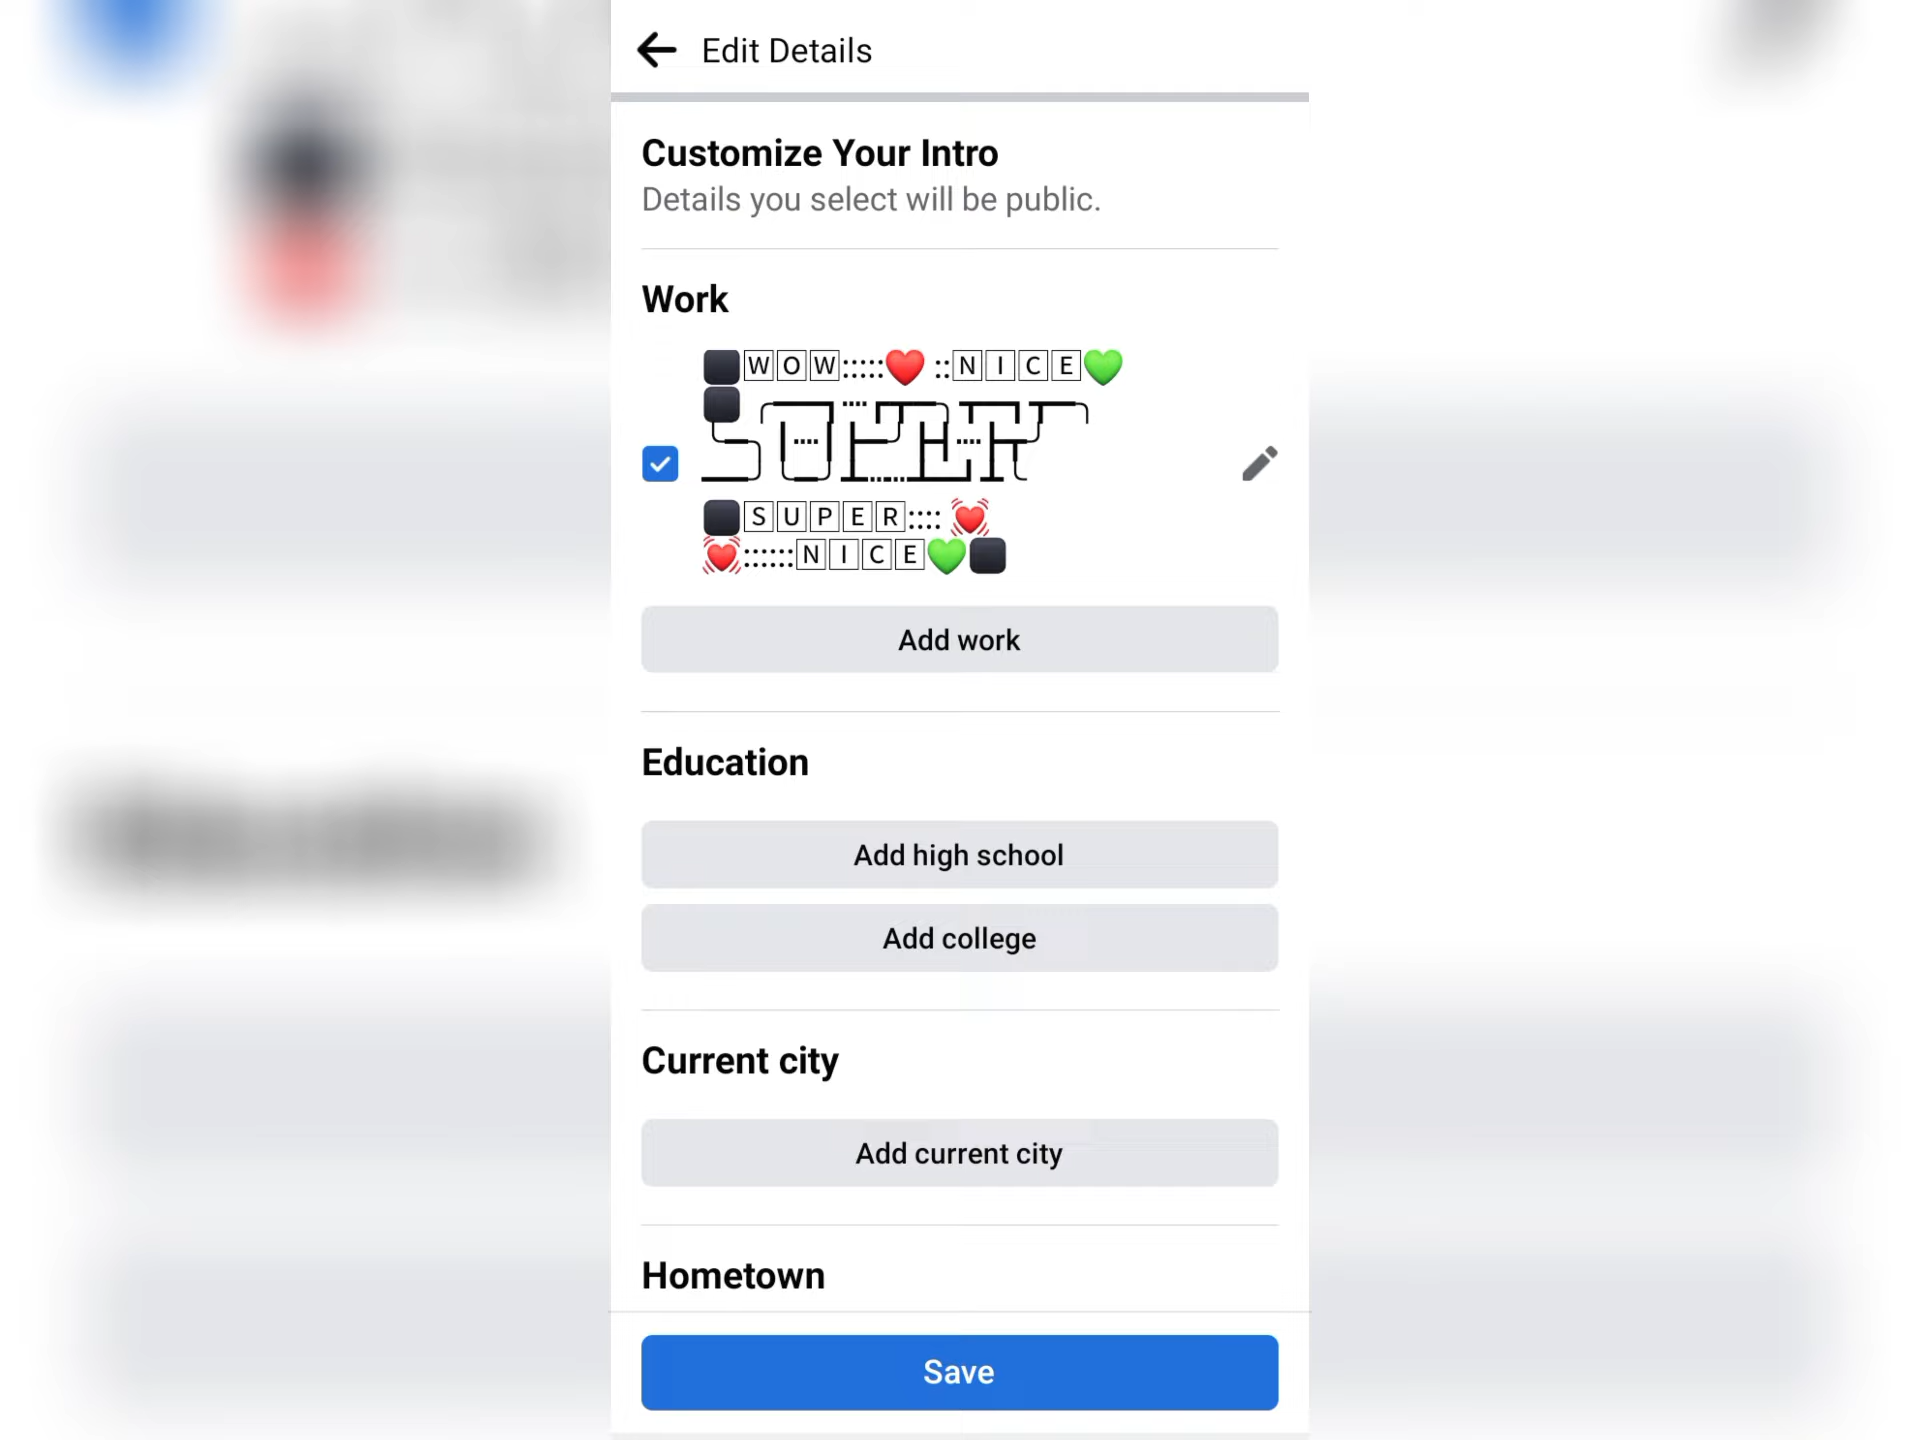 Edit Details
Customize Your Intro
Details you select will be public.
Work
⬛🅆🄾🅆:::::❤️ ::🄽🄸🄲🄴💚
⬛
SUPER
⬛🅂🅄🄿🄴🅁:::: 💓
💓::::::🄽🄸🄲🄴💚⬛
Add work
Education
Add high school
Add college
Current city
Add current city
Hometown
Save